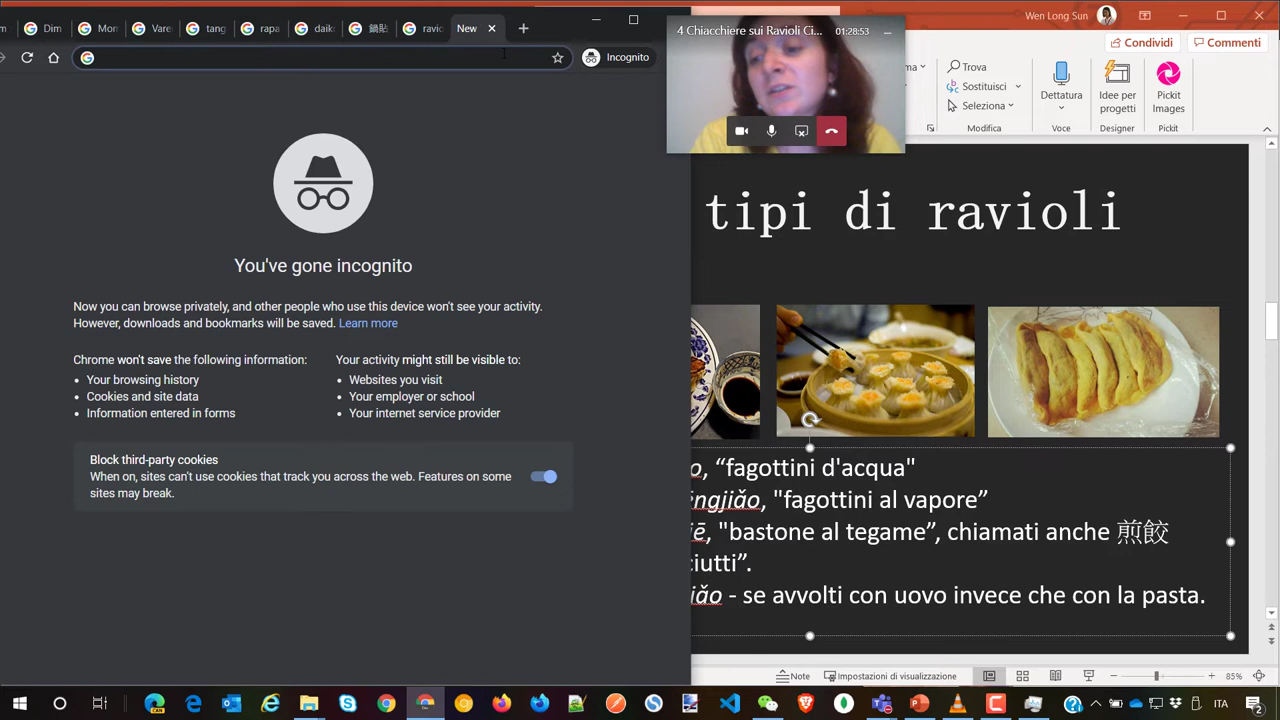 Dim
Mon
Vare
tang
rapa
daik
鍋貼
ravio
New
Incognito
You've gone incognito
Now you can browse privately, and other people who use this device won't see your activity.
However, downloads and bookmarks will be saved. Learn more
Chrome won't save the following information:
• Your browsing history
• Cookies and site data
• Information entered in forms
Your activity might still be visible to:
• Websites you visit
• Your employer or school
• Your internet service provider
Block third-party cookies
When on, sites can't use cookies that track you across the web. Features on some
sites may break.
4 Chiacchiere sui Ravioli Ci... 01:28:53
Wen Long Sun
Condividi
Commenti
Trova
Sostituisci
Seleziona
Modifica
Dettatura
Voce
Idee per
progetti
Designer
Pickit
Images
Pickit
tipi di ravioli
o, “fagottini d'acqua"
ēngjiǎo, "fagottini al vapore”
iē, "bastone al tegame”, chiamati anche 煎餃
ciutti”.
iǎo - se avvolti con uovo invece che con la pasta.
Note
Impostazioni di visualizzazione
85%
CAN
ITA
2